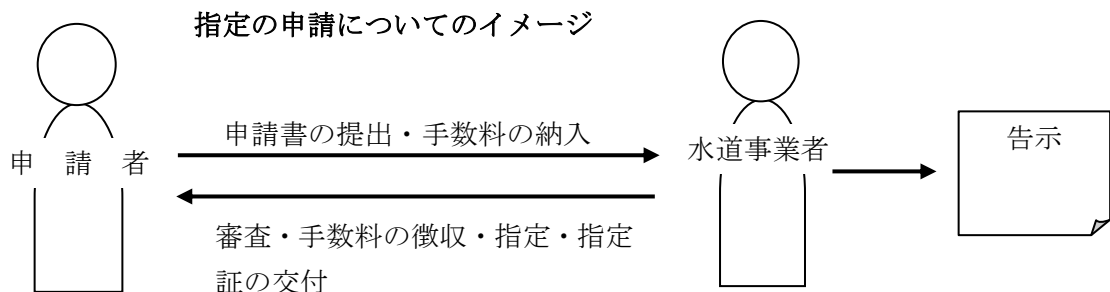 指定の申請についてのイメージ
申請書の提出・手数料の納入
申 請 者
水道事業者
告示
審査・手数料の徴収・指定・指定
証の交付